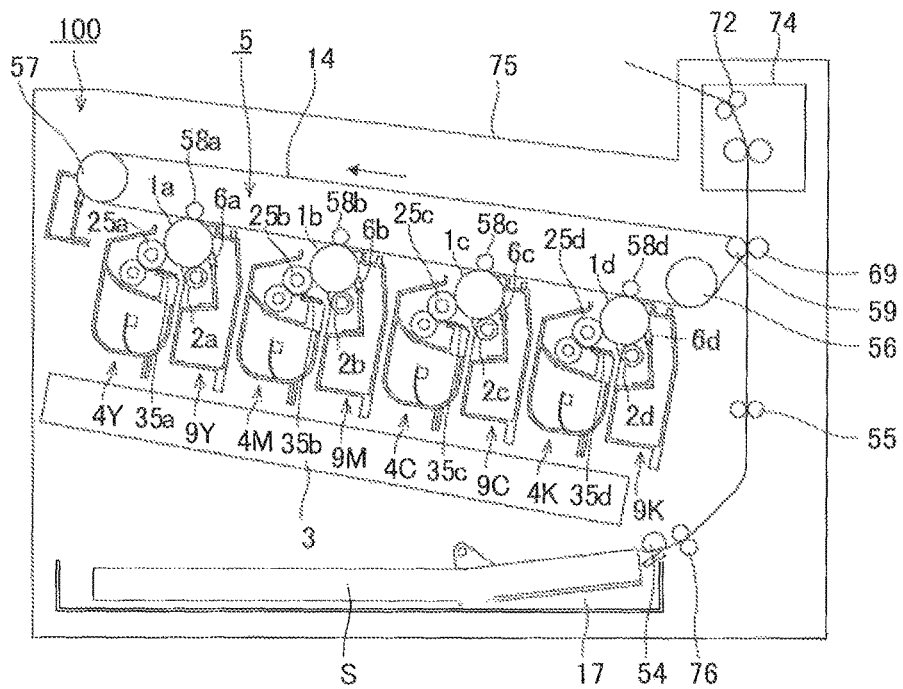 72 74
100 5
57 14 75
58a
1a 6a 25b 1b 58b 25c 58c
25a 6b 1c 25d 58d
6c 1d
69
59
6d
56
2a
2b
2c
2d
55
4Y 35a 9Y 4M 35b 9M 4C 35c 9C 4K 35d 9K
3
S 17 54 76